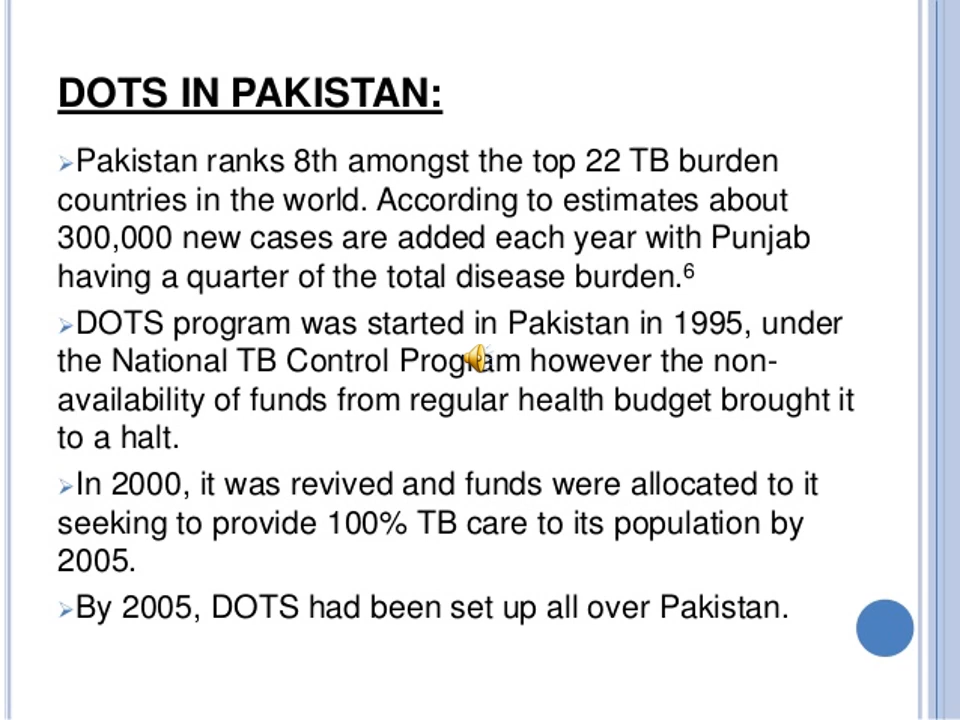 DOTS IN PAKISTAN:
➢Pakistan ranks 8th amongst the top 22 TB burden
countries in the world. According to estimates about
300,000 new cases are added each year with Punjab
having a quarter of the total disease burden.⁶
➢DOTS program was started in Pakistan in 1995, under
the National TB Control Program however the non-
availability of funds from regular health budget brought it
to a halt.
➢In 2000, it was revived and funds were allocated to it
seeking to provide 100% TB care to its population by
2005.
➢By 2005, DOTS had been set up all over Pakistan.